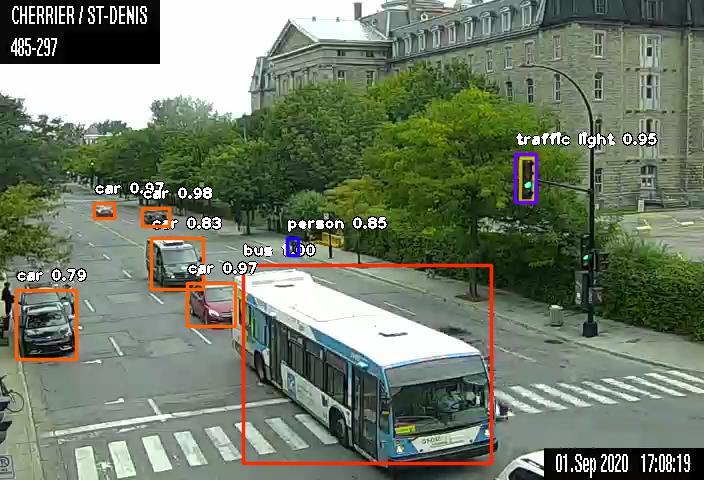 CHERRIER / ST-DENIS
485-297
traffic light 0.95
car 0.97
car 0.98
car 0.83
person 0.85
bus 1.00
car 0.97
car 0.79
01.Sep 2020 17:08:19